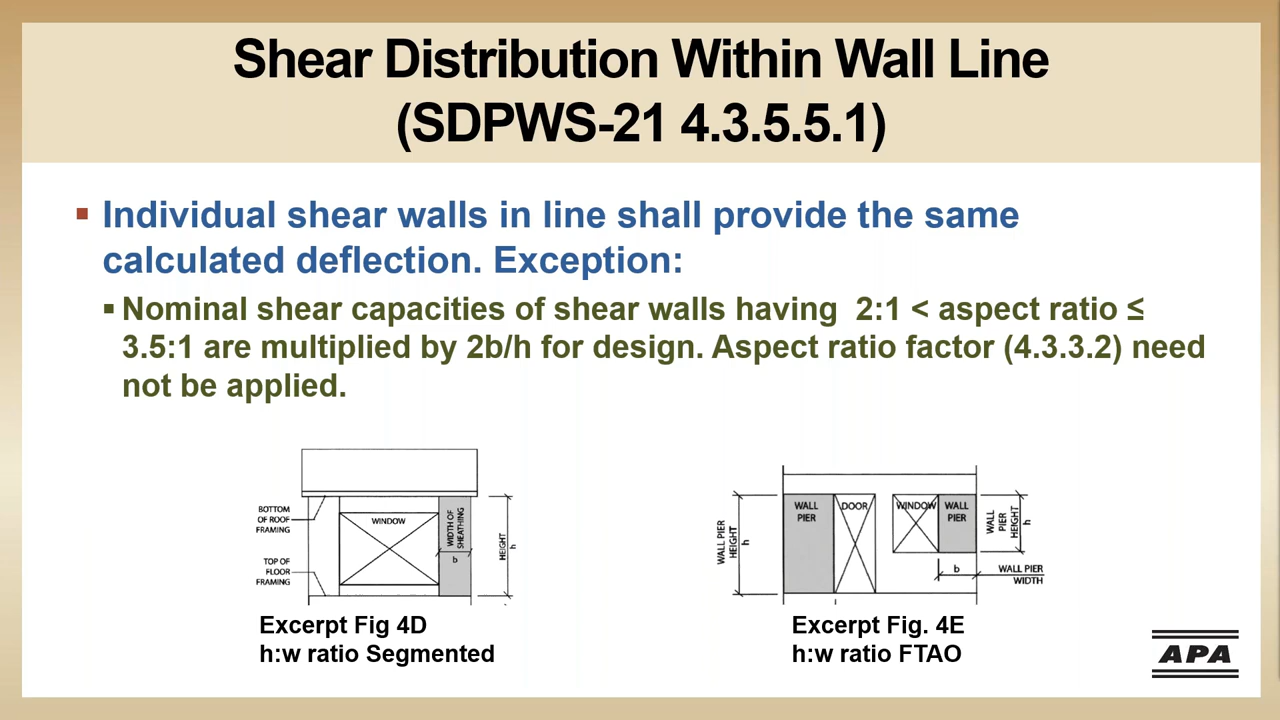 Shear Distribution Within Wall Line
(SDPWS-21 4.3.5.5.1)
Individual shear walls in line shall provide the same
calculated deflection. Exception:
Nominal shear capacities of shear walls having 2:1 < aspect ratio ≤
3.5:1 are multiplied by 2b/h for design. Aspect ratio factor (4.3.3.2) need
not be applied.
BOTTOM
OF ROOF
FRAMING
TOP OF
FLOOR
FRAMING
WINDOW
WIDTH OF
SHEATHING
b
HEIGHT
h
Excerpt Fig 4D
h:w ratio Segmented
WALL PIER
HEIGHT
h
WALL
PIER
DOOR
WINDOW
WALL
PIER
WALL
PIER
HEIGHT
h
b
WALL PIER
WIDTH
Excerpt Fig. 4E
h:w ratio FTAO
APA